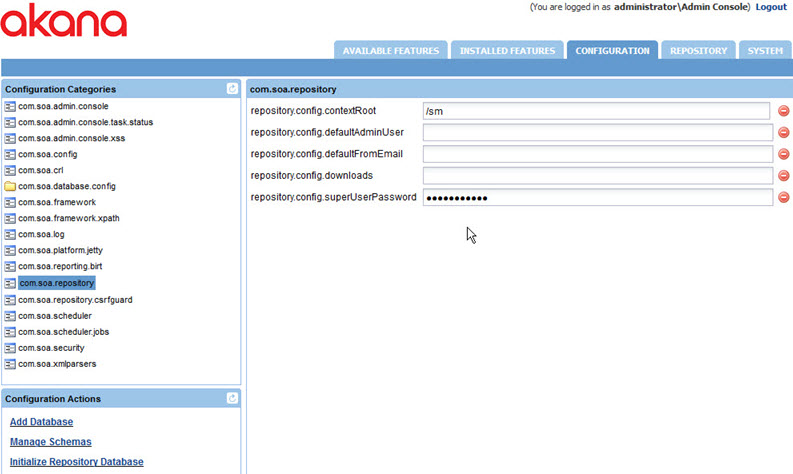 akana
(You are logged in as administrator\Admin Console) Logout
AVAILABLE FEATURES INSTALLED FEATURES CONFIGURATION REPOSITORY SYSTEM
Configuration Categories
com.soa.admin.console
com.soa.admin.console.task.status
com.soa.admin.console.xss
com.soa.config
com.soa.crl
com.soa.database.config
com.soa.framework
com.soa.framework.xpath
com.soa.log
com.soa.platform.jetty
com.soa.reporting.birt
com.soa.repository
com.soa.repository.csrfguard
com.soa.scheduler
com.soa.scheduler.jobs
com.soa.security
com.soa.xmlparsers
Configuration Actions
Add Database
Manage Schemas
Initialize Repository Database
com.soa.repository
repository.config.contextRoot /sm
repository.config.defaultAdminUser
repository.config.defaultFromEmail
repository.config.downloads
repository.config.superUserPassword •••••••••••